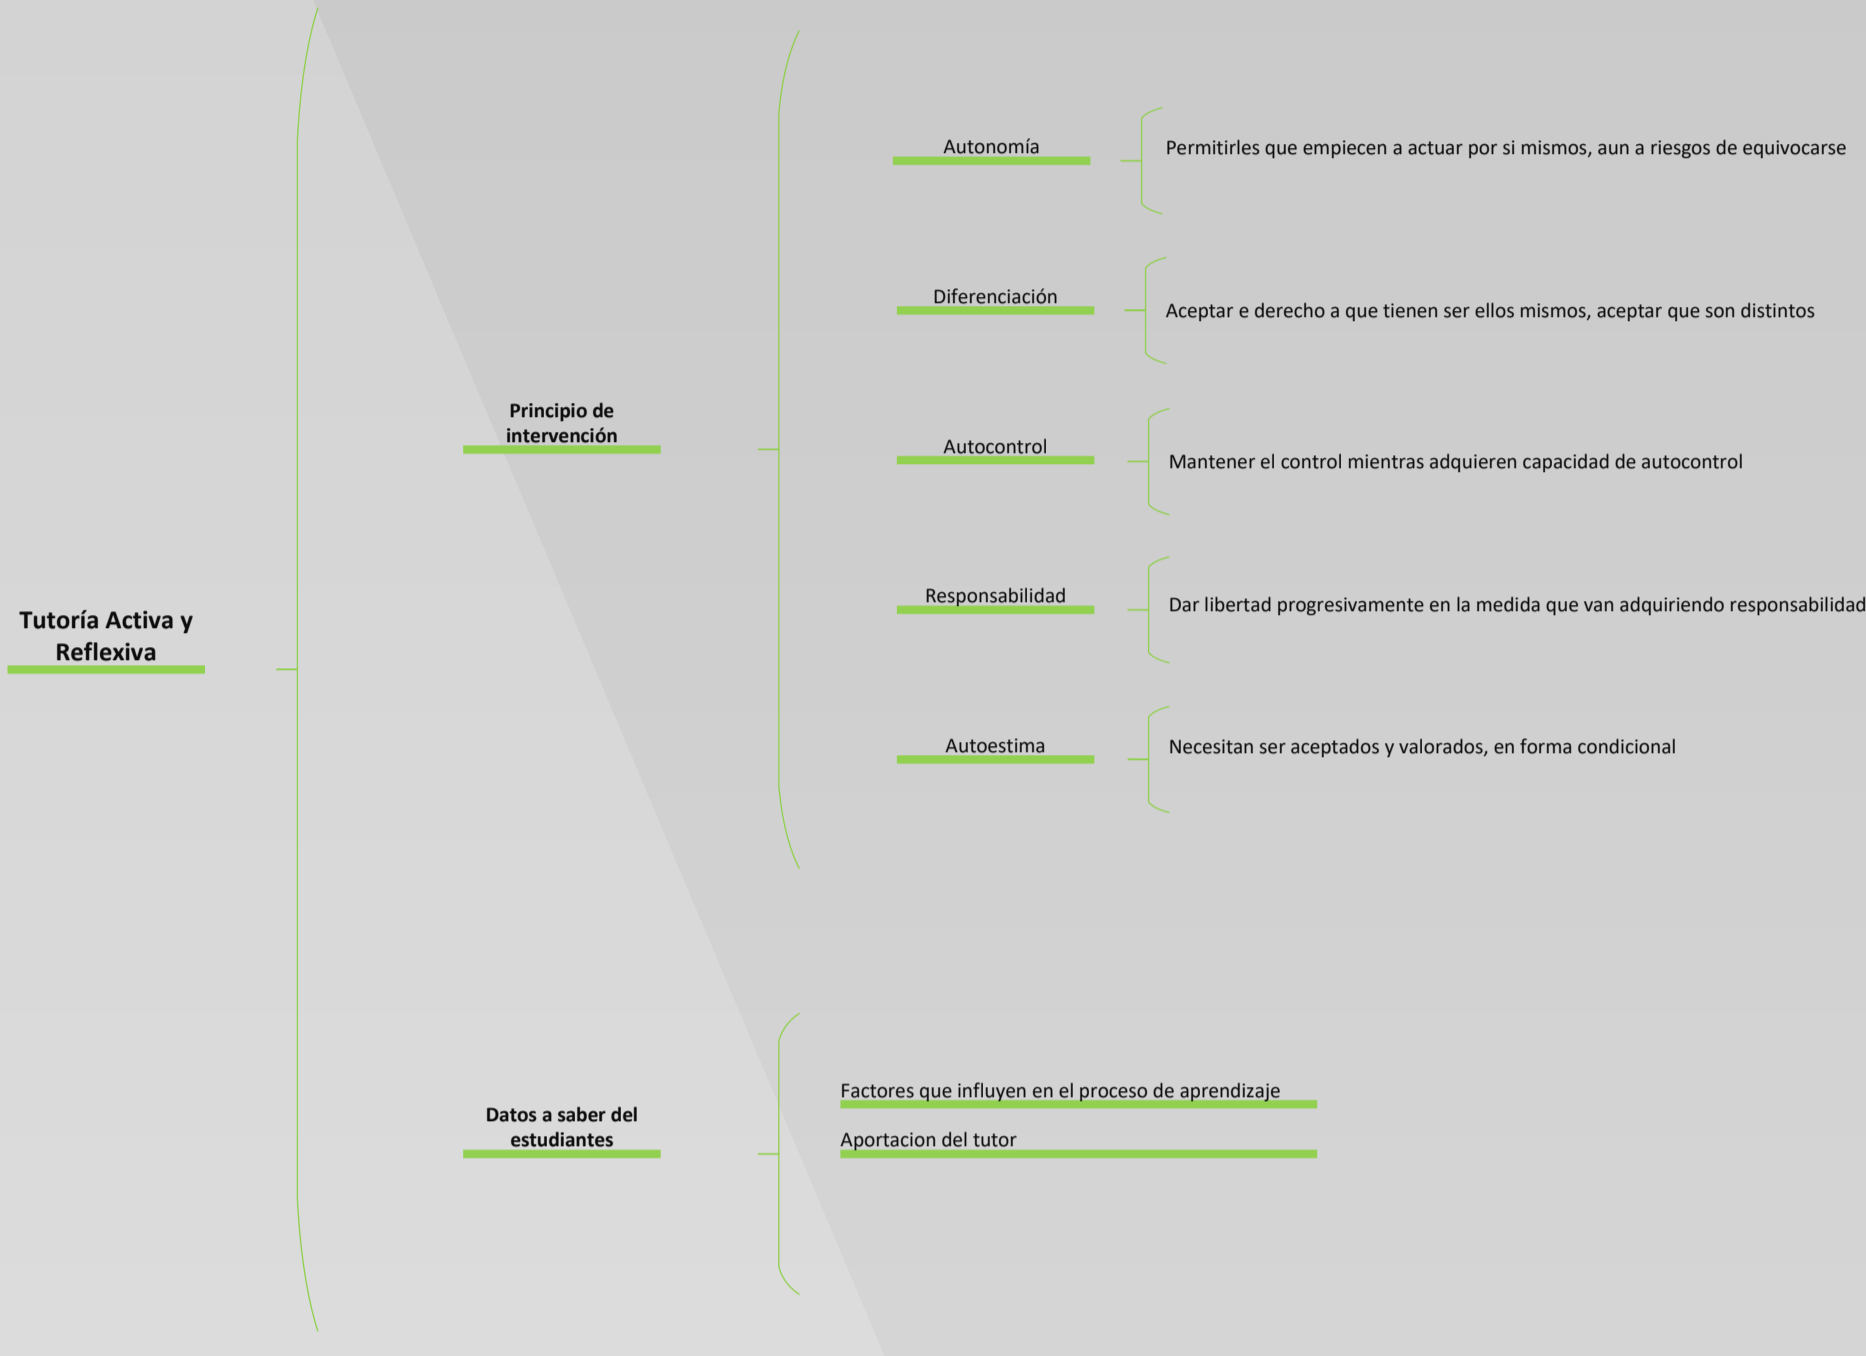 Tutoría Activa y
Reflexiva
Principio de
intervención
Autonomía
Permitirles que empiecen a actuar por si mismos, aun a riesgos de equivocarse
Diferenciación
Aceptar e derecho a que tienen ser ellos mismos, aceptar que son distintos
Autocontrol
Mantener el control mientras adquieren capacidad de autocontrol
Responsabilidad
Dar libertad progresivamente en la medida que van adquiriendo responsabilidad
Autoestima
Necesitan ser aceptados y valorados, en forma condicional
Datos a saber del
estudiantes
Factores que influyen en el proceso de aprendizaje
Aportacion del tutor